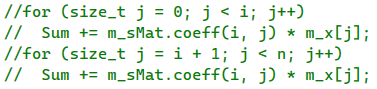 //for (size_t j = 0; j < i; j++)
//  Sum += m_sMat.coeff(i, j) * m_x[j];
//for (size_t j = i + 1; j < n; j++)
//  Sum += m_sMat.coeff(i, j) * m_x[j];